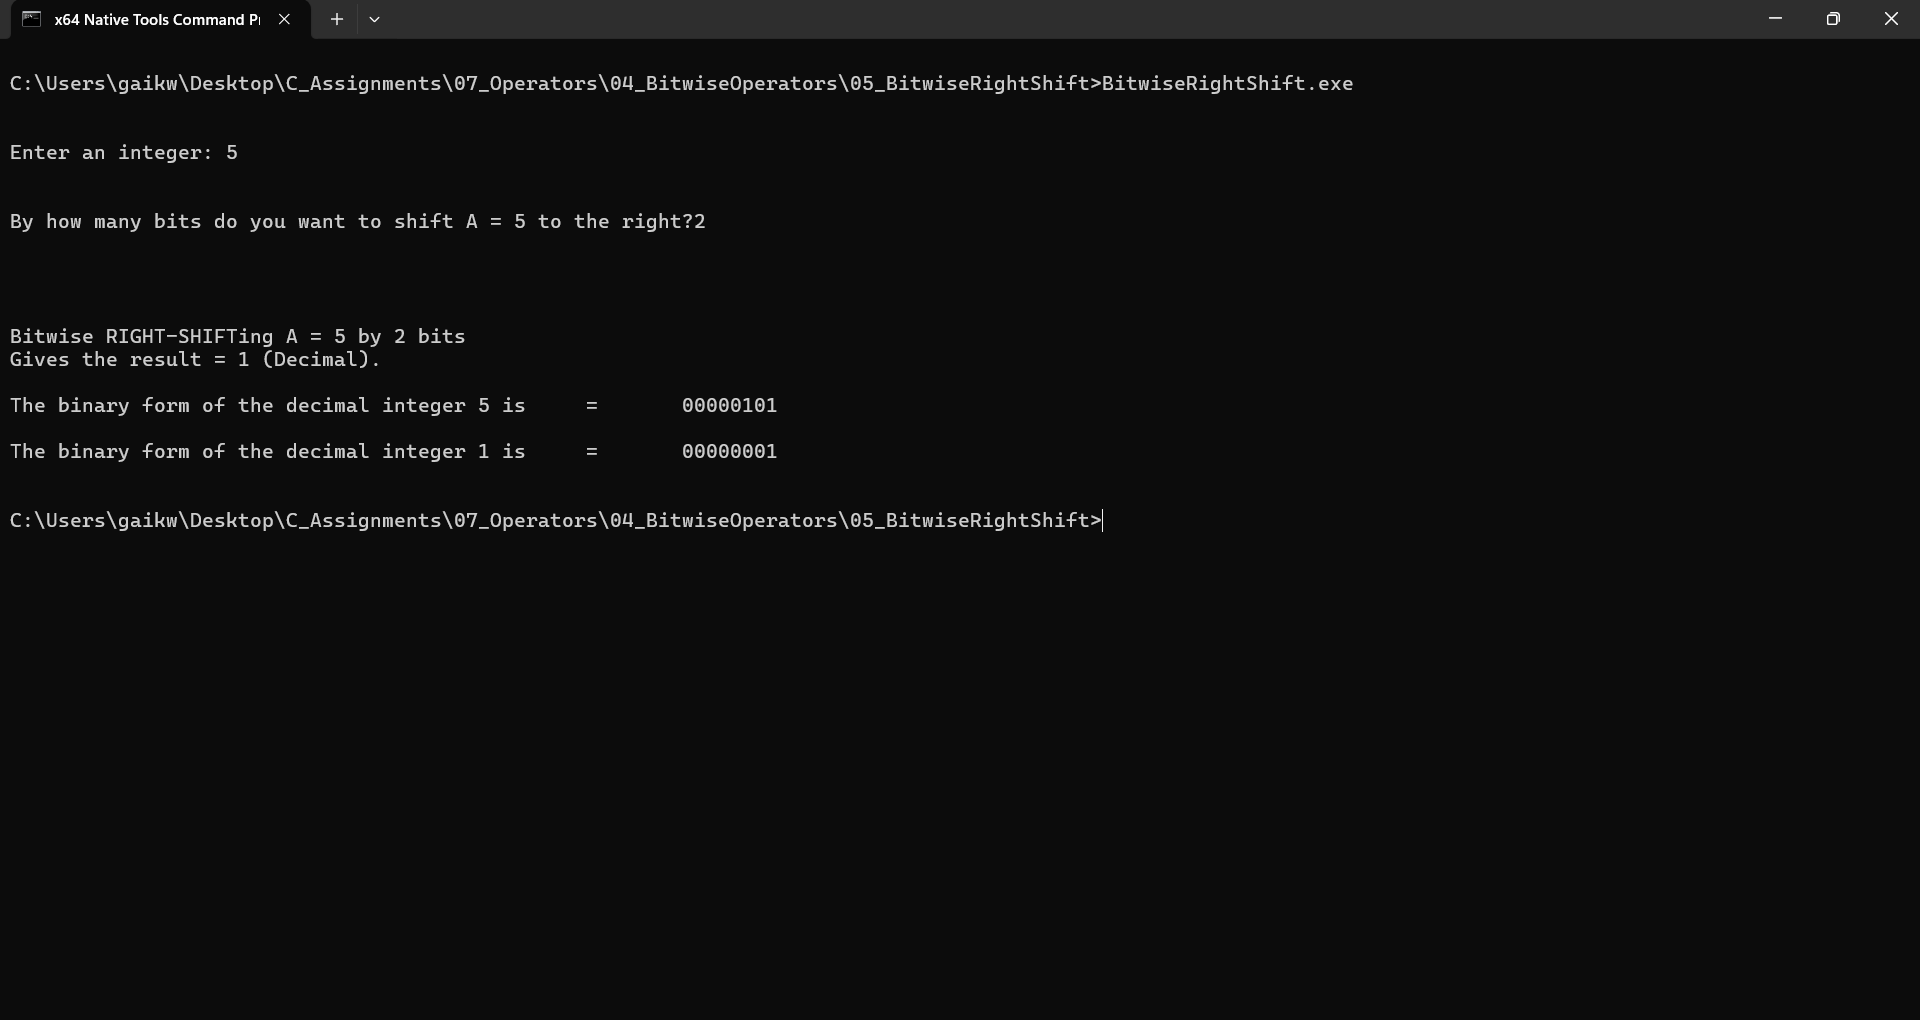 x64 Native Tools Command Pr
C:\Users\gaikw\Desktop\C_Assignments\07_Operators\04_BitwiseOperators\05_BitwiseRightShift>BitwiseRightShift.exe
Enter an integer: 5
By how many bits do you want to shift A = 5 to the right?2
Bitwise RIGHT-SHIFTing A = 5 by 2 bits
Gives the result = 1 (Decimal).
The binary form of the decimal integer 5 is     =       00000101
The binary form of the decimal integer 1 is     =       00000001
C:\Users\gaikw\Desktop\C_Assignments\07_Operators\04_BitwiseOperators\05_BitwiseRightShift>